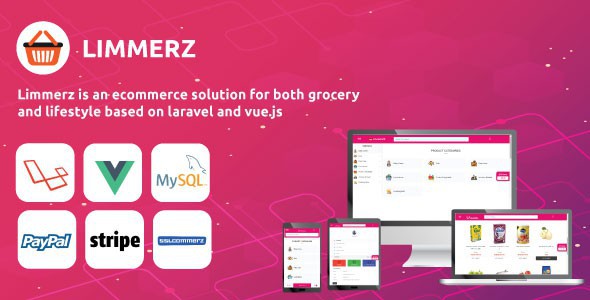 LIMMERZ
Limmerz is an ecommerce solution for both grocery
and lifestyle based on laravel and vue.js
MySQL
PayPal
stripe
SSLCOMMERZ
PRODUCT CATEGORIES